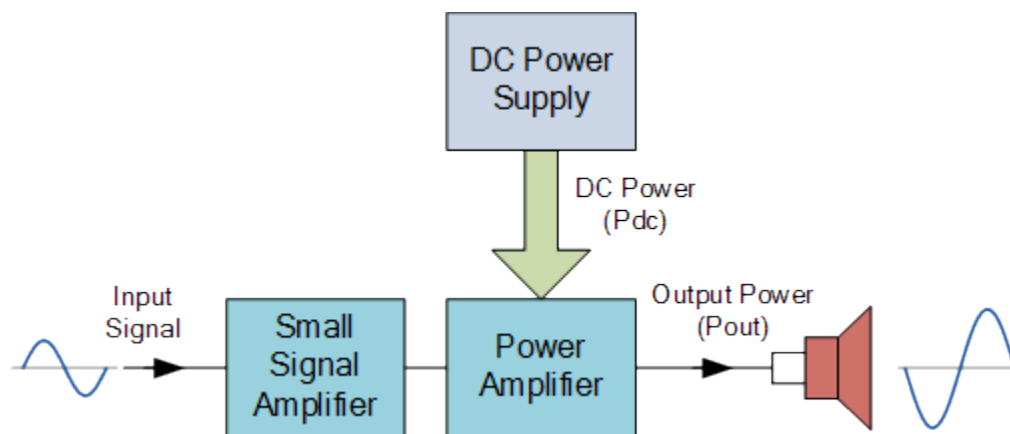 DC Power
Supply
DC Power
(Pdc)
Input
Signal
Small
Signal
Amplifier
Power
Amplifier
Output Power
(Pout)